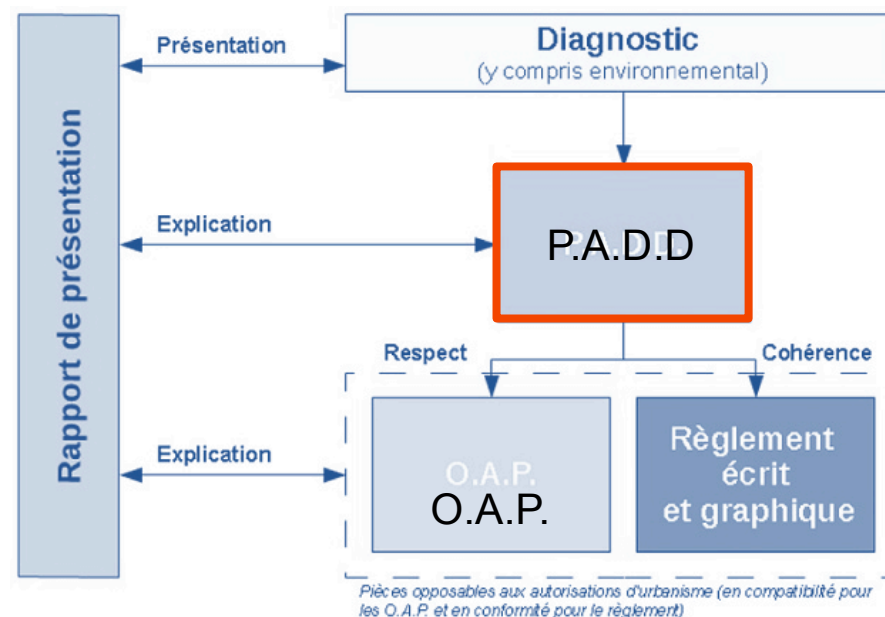 Présentation
Diagnostic
(y compris environnemental)
Rapport de présentation
Explication
P.A.D.D.
P.A.D.D
Respect
Cohérence
Explication
O.A.P.
O.A.P.
Règlement
écrit
et graphique
Pièces opposables aux autorisations d'urbanisme (en compatibilité pour
les O.A.P. et en conformité pour le règlement)